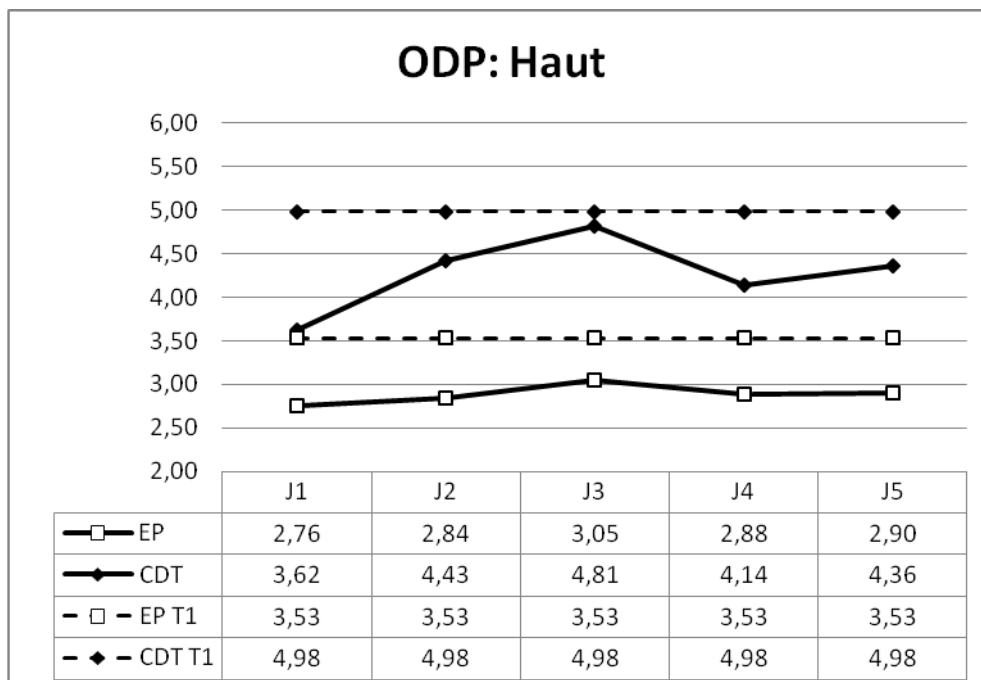 ODP: Haut
6,00
5,50
5,00
4,50
4,00
3,50
3,00
2,50
2,00
J1 J2 J3 J4 J5
EP 2,76 2,84 3,05 2,88 2,90
CDT 3,62 4,43 4,81 4,14 4,36
EP T1 3,53 3,53 3,53 3,53 3,53
CDT T1 4,98 4,98 4,98 4,98 4,98